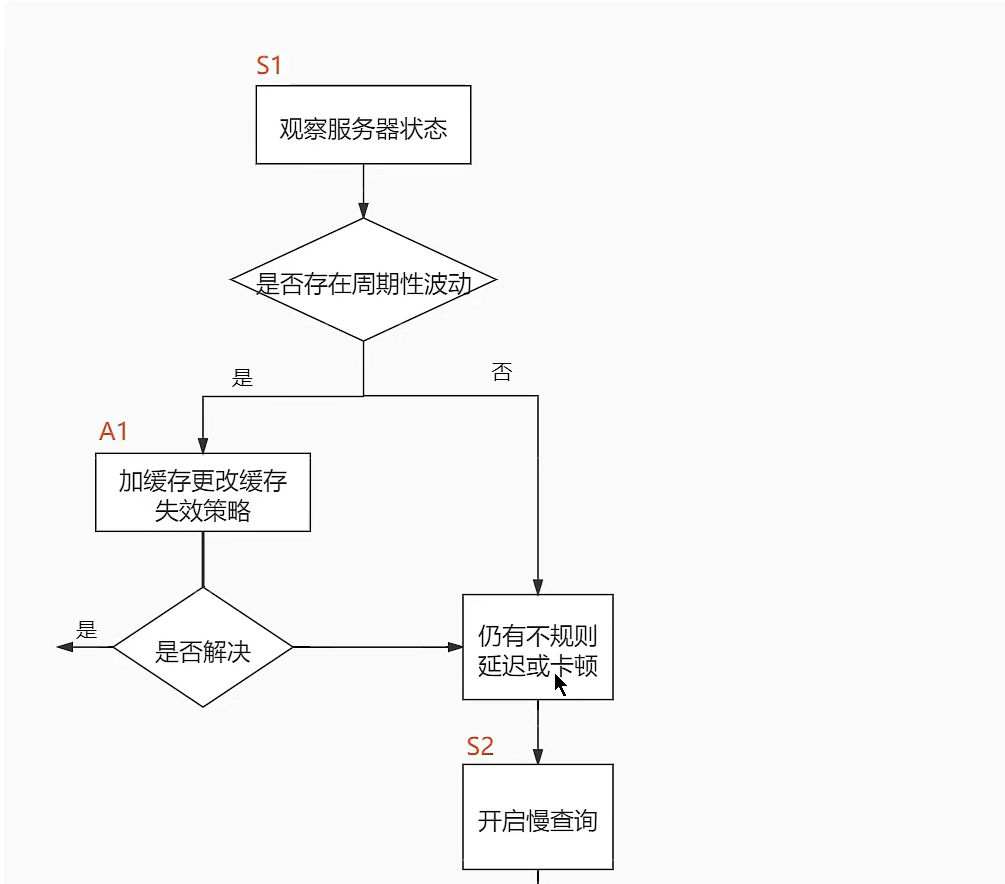 S1
观察服务器状态
是否存在周期性波动
是
否
A1
加缓存更改缓存
失效策略
是
是否解决
仍有不规则
延迟或卡顿
S2
开启慢查询